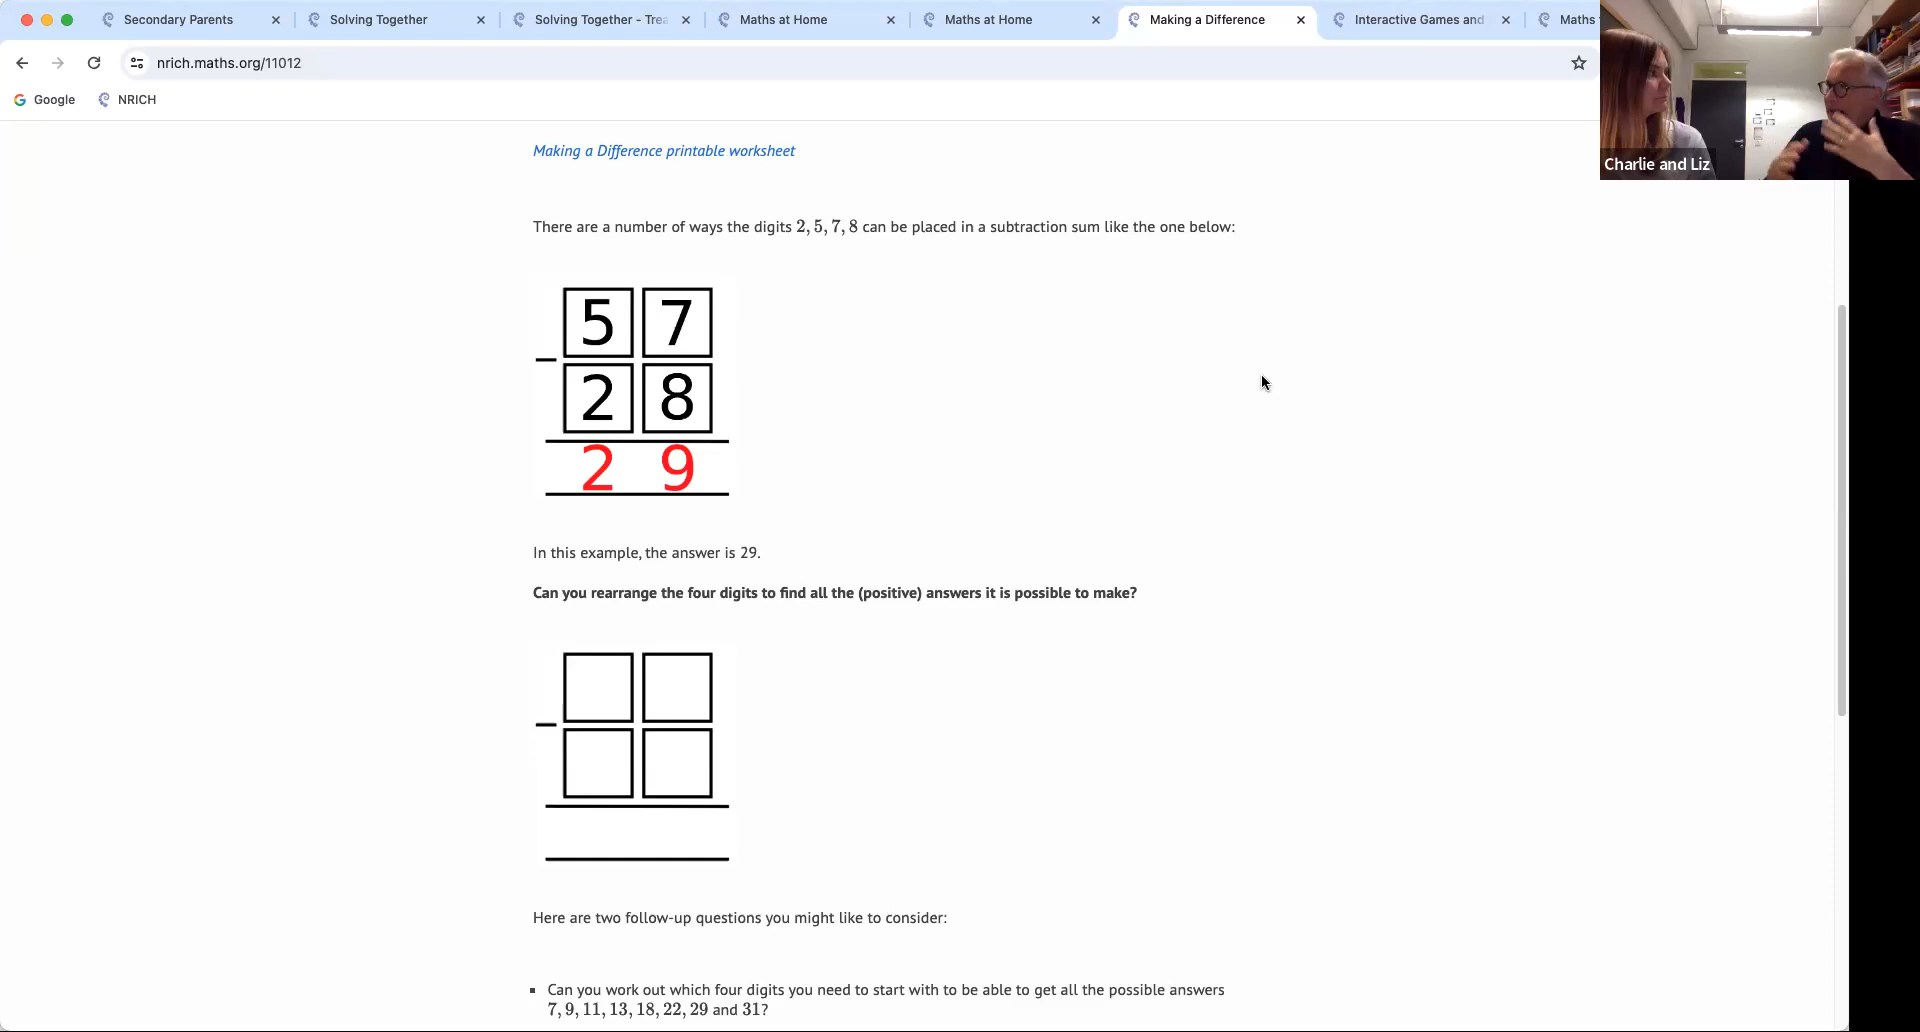 Secondary Parents
Solving Together
Solving Together - Trea
Maths at Home
Maths at Home
Making a Difference
Interactive Games and
Maths
nrich.maths.org/11012
Google
NRICH
Charlie and Liz
Making a Difference printable worksheet
There are a number of ways the digits 2, 5, 7, 8 can be placed in a subtraction sum like the one below:
5 7
− 2 8
2 9
In this example, the answer is 29.
Can you rearrange the four digits to find all the (positive) answers it is possible to make?
−
Here are two follow-up questions you might like to consider:
▪ Can you work out which four digits you need to start with to be able to get all the possible answers
7, 9, 11, 13, 18, 22, 29 and 31?